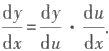 dy/dx = dy/du · du/dx.